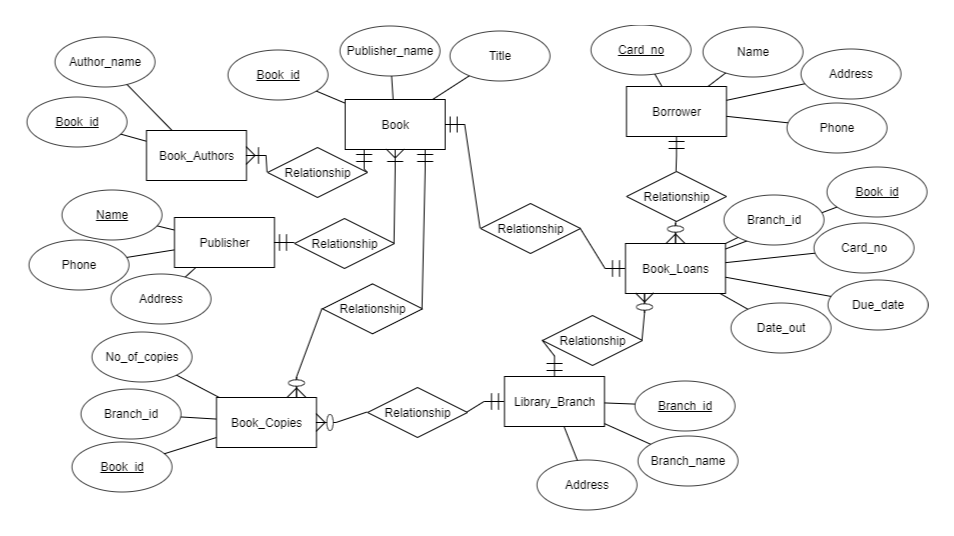 Author_name
Book_id
Book_Authors
Book_id
Publisher_name
Title
Book
Relationship
Card_no
Name
Address
Phone
Borrower
Relationship
Name
Phone
Address
Publisher
Relationship
Relationship
Book_id
Branch_id
Card_no
Due_date
Date_out
Book_Loans
Relationship
Relationship
No_of_copies
Branch_id
Book_id
Book_Copies
Relationship
Library_Branch
Branch_id
Branch_name
Address